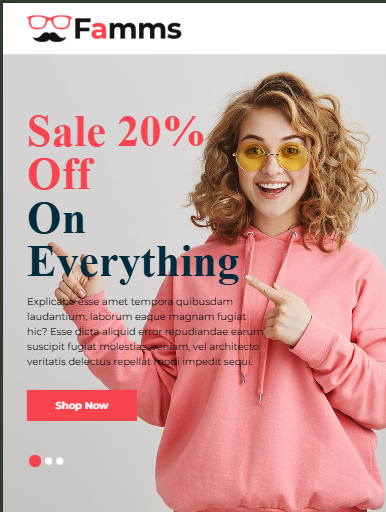 Famms
Sale 20%
Off
On
Everything
Explicabo esse amet tempora quibusdam
laudantium, laborum eaque magnam fugiat
hic? Esse dicta aliquid error repudiandae earum
suscipit fugiat molestias, veniam, vel architecto
veritatis delectus repellat modi impedit sequi.
Shop Now